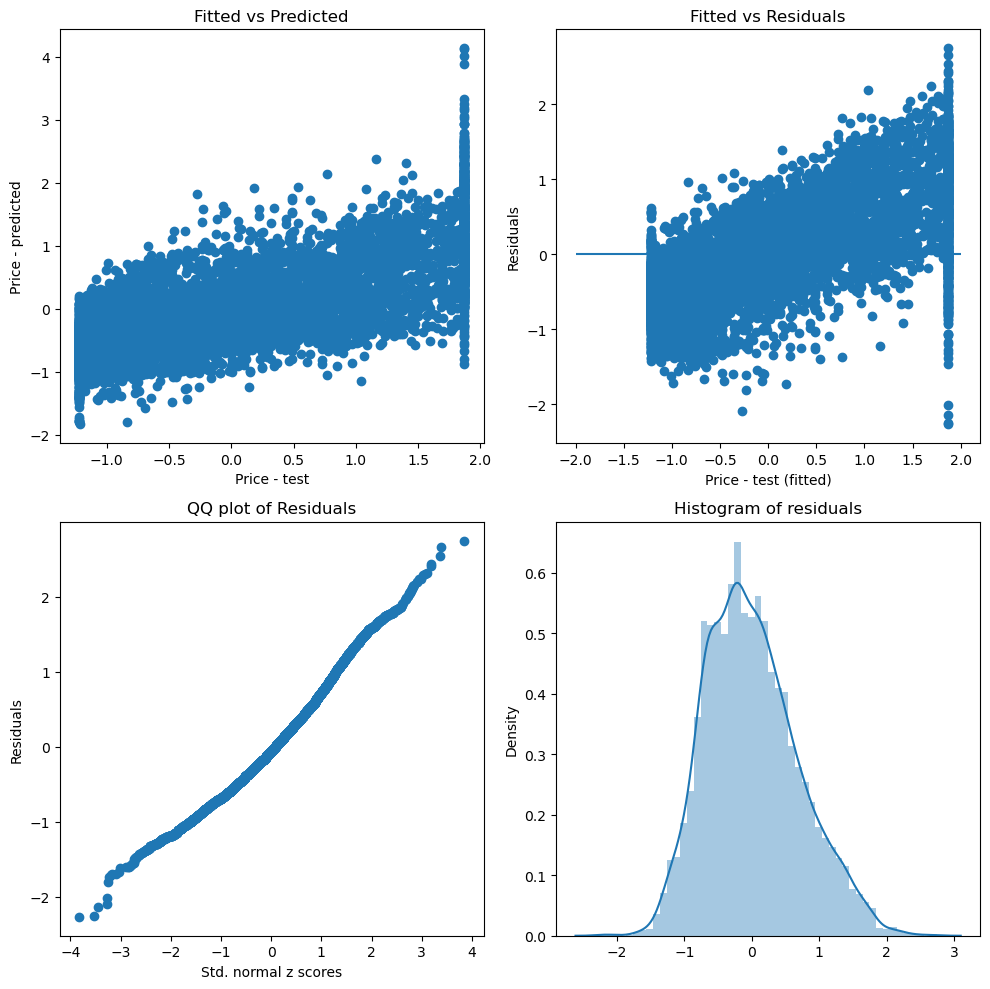 Fitted vs Predicted
4
3
2
1
0
−1
−2
Price - predicted
−1.0 −0.5 0.0 0.5 1.0 1.5 2.0
Price - test
Fitted vs Residuals
2
1
0
−1
−2
Residuals
−2.0 −1.5 −1.0 −0.5 0.0 0.5 1.0 1.5 2.0
Price - test (fitted)
QQ plot of Residuals
2
1
0
−1
−2
Residuals
−4 −3 −2 −1 0 1 2 3 4
Std. normal z scores
Histogram of residuals
0.6
0.5
0.4
0.3
0.2
0.1
0.0
Density
−2 −1 0 1 2 3